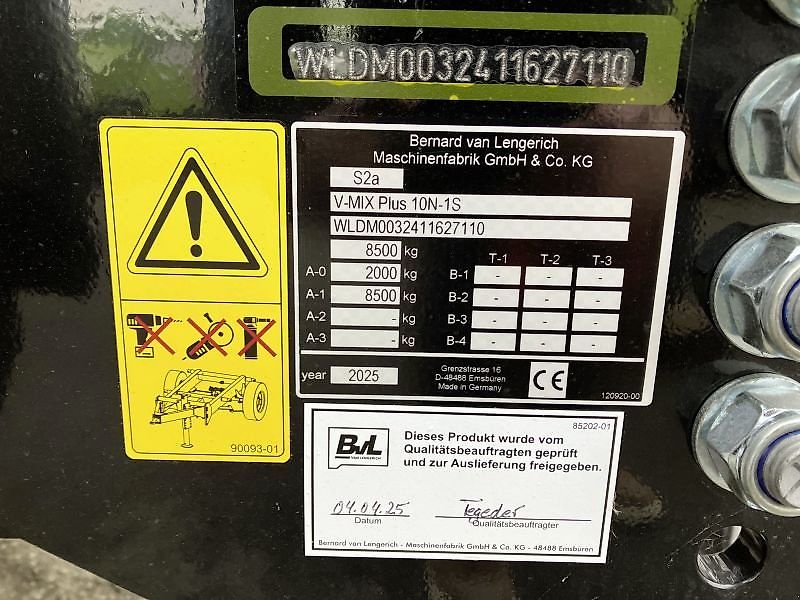 WLDM0032411627110
Bernard van Lengerich
Maschinenfabrik GmbH & Co. KG
S2a
V-MIX Plus 10N-1S
WLDM0032411627110
8500 kg
T-1 T-2 T-3
A-0 2000 kg B-1 - - -
A-1 8500 kg B-2 - - -
A-2 - kg B-3 - - -
A-3 - kg B-4 - - -
year 2025
Grenzstrasse 16
D-48488 Emsbüren
Made in Germany
CE
120920-00
90093-01
85202-01
BvL
VAN LENGERICH
Dieses Produkt wurde vom
Qualitätsbeauftragten geprüft
und zur Auslieferung freigegeben.
04.04.25 Tegeder
Datum Qualitätsbeauftragter
Bernard van Lengerich - Maschinenfabrik GmbH & Co. KG - 48488 Emsbüren